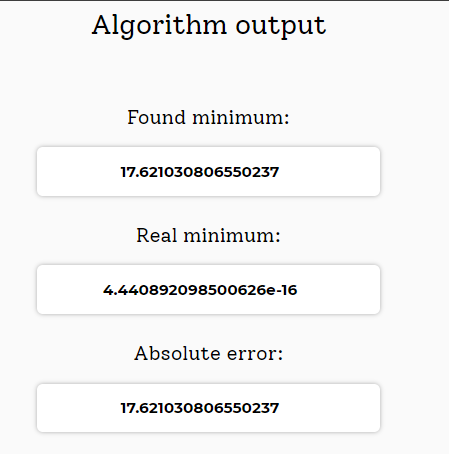 Algorithm output
Found minimum:
17.621030806550237
Real minimum:
4.440892098500626e-16
Absolute error:
17.621030806550237